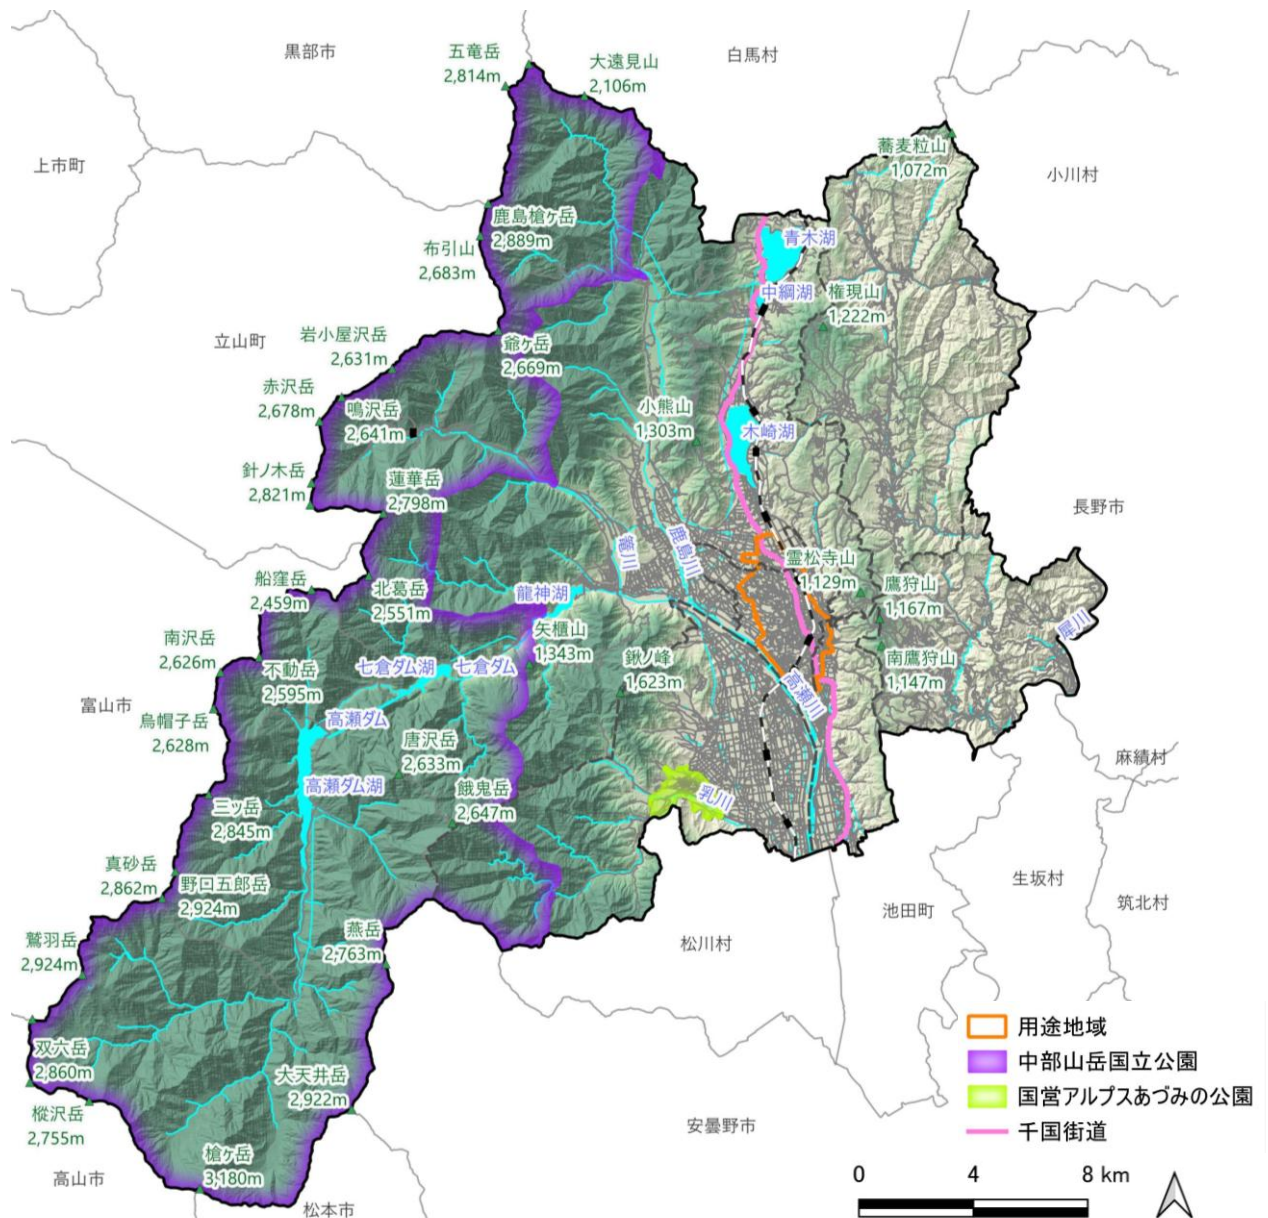 黒部市
五竜岳
2,814m
大遠見山
2,106m
白馬村
上市町
蕎麦粒山
1,072m
小川村
鹿島槍ヶ岳
2,889m
布引山
2,683m
青木湖
中綱湖
権現山
1,222m
立山町
岩小屋沢岳
2,631m
爺ヶ岳
2,669m
赤沢岳
2,678m
鳴沢岳
2,641m
小熊山
1,303m
木崎湖
針ノ木岳
2,821m
蓮華岳
2,798m
長野市
籠川
鹿島川
霊松寺山
1,129m
船窪岳
2,459m
北葛岳
2,551m
龍神湖
鷹狩山
1,167m
犀川
矢櫃山
1,343m
南沢岳
2,626m
不動岳
2,595m
七倉ダム湖
七倉ダム
鍬ノ峰
1,623m
南鷹狩山
1,147m
高瀬川
富山市
烏帽子岳
2,628m
高瀬ダム
唐沢岳
2,633m
麻績村
高瀬ダム湖
餓鬼岳
2,647m
乳川
三ッ岳
2,845m
真砂岳
2,862m
野口五郎岳
2,924m
生坂村
筑北村
池田町
鷲羽岳
2,924m
燕岳
2,763m
松川村
双六岳
2,860m
大天井岳
2,922m
樅沢岳
2,755m
安曇野市
槍ヶ岳
3,180m
高山市
松本市
用途地域
中部山岳国立公園
国営アルプスあづみの公園
千国街道
0 4 8 km